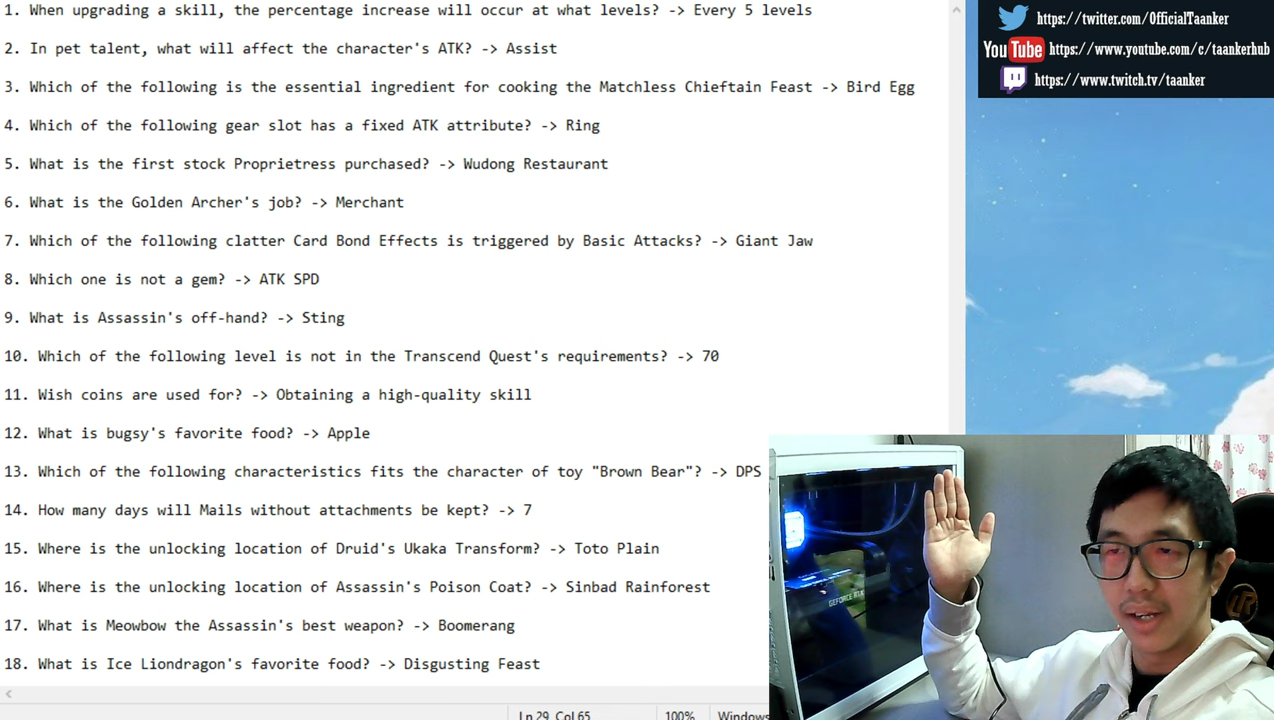 1. When upgrading a skill, the percentage increase will occur at what levels? -> Every 5 levels
2. In pet talent, what will affect the character's ATK? -> Assist
3. Which of the following is the essential ingredient for cooking the Matchless Chieftain Feast -> Bird Egg
4. Which of the following gear slot has a fixed ATK attribute? -> Ring
5. What is the first stock Proprietress purchased? -> Wudong Restaurant
6. What is the Golden Archer's job? -> Merchant
7. Which of the following clatter Card Bond Effects is triggered by Basic Attacks? -> Giant Jaw
8. Which one is not a gem? -> ATK SPD
9. What is Assassin's off-hand? -> Sting
10. Which of the following level is not in the Transcend Quest's requirements? -> 70
11. Wish coins are used for? -> Obtaining a high-quality skill
12. What is bugsy's favorite food? -> Apple
13. Which of the following characteristics fits the character of toy "Brown Bear"? -> DPS
14. How many days will Mails without attachments be kept? -> 7
15. Where is the unlocking location of Druid's Ukaka Transform? -> Toto Plain
16. Where is the unlocking location of Assassin's Poison Coat? -> Sinbad Rainforest
17. What is Meowbow the Assassin's best weapon? -> Boomerang
18. What is Ice Liondragon's favorite food? -> Disgusting Feast
Ln 29, Col 65
100%
Windows
https://twitter.com/OfficialTaanker
YouTube https://www.youtube.com/c/taankerhub
https://www.twitch.tv/taanker
GEFORCE RTX